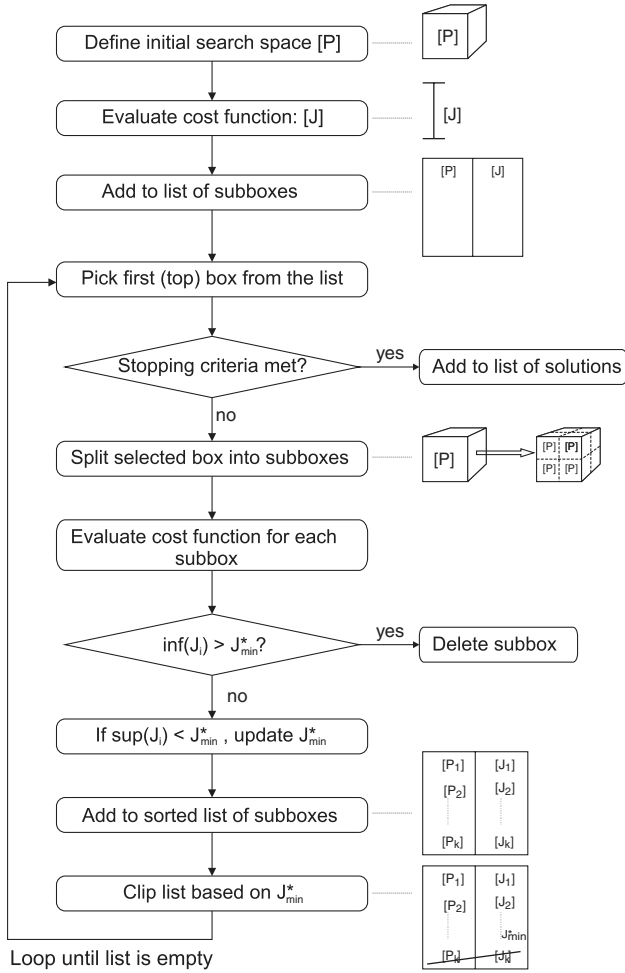 Define initial search space [P]
[P]
Evaluate cost function: [J]
[J]
Add to list of subboxes
[P] [J]
Pick first (top) box from the list
Stopping criteria met?
yes
Add to list of solutions
no
Split selected box into subboxes
[P]
[P] [P]
[P] [P]
Evaluate cost function for each
subbox
inf(Jᵢ) > J*min?
yes
Delete subbox
no
If sup(Jᵢ) < J*min , update J*min
[P1] [J1]
[P2] [J2]
[Pk] [Jk]
Add to sorted list of subboxes
Clip list based on J*min
[P1] [J1]
[P2] [J2]
J*min
[Pk] [Jk]
Loop until list is empty